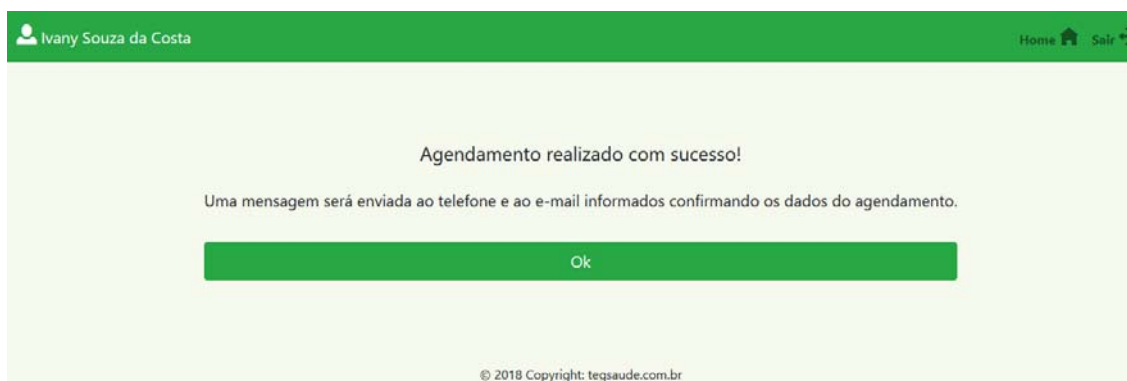 Ivany Souza da Costa
Home Sair
Agendamento realizado com sucesso!
Uma mensagem será enviada ao telefone e ao e-mail informados confirmando os dados do agendamento.
Ok
© 2018 Copyright: teqsaude.com.br